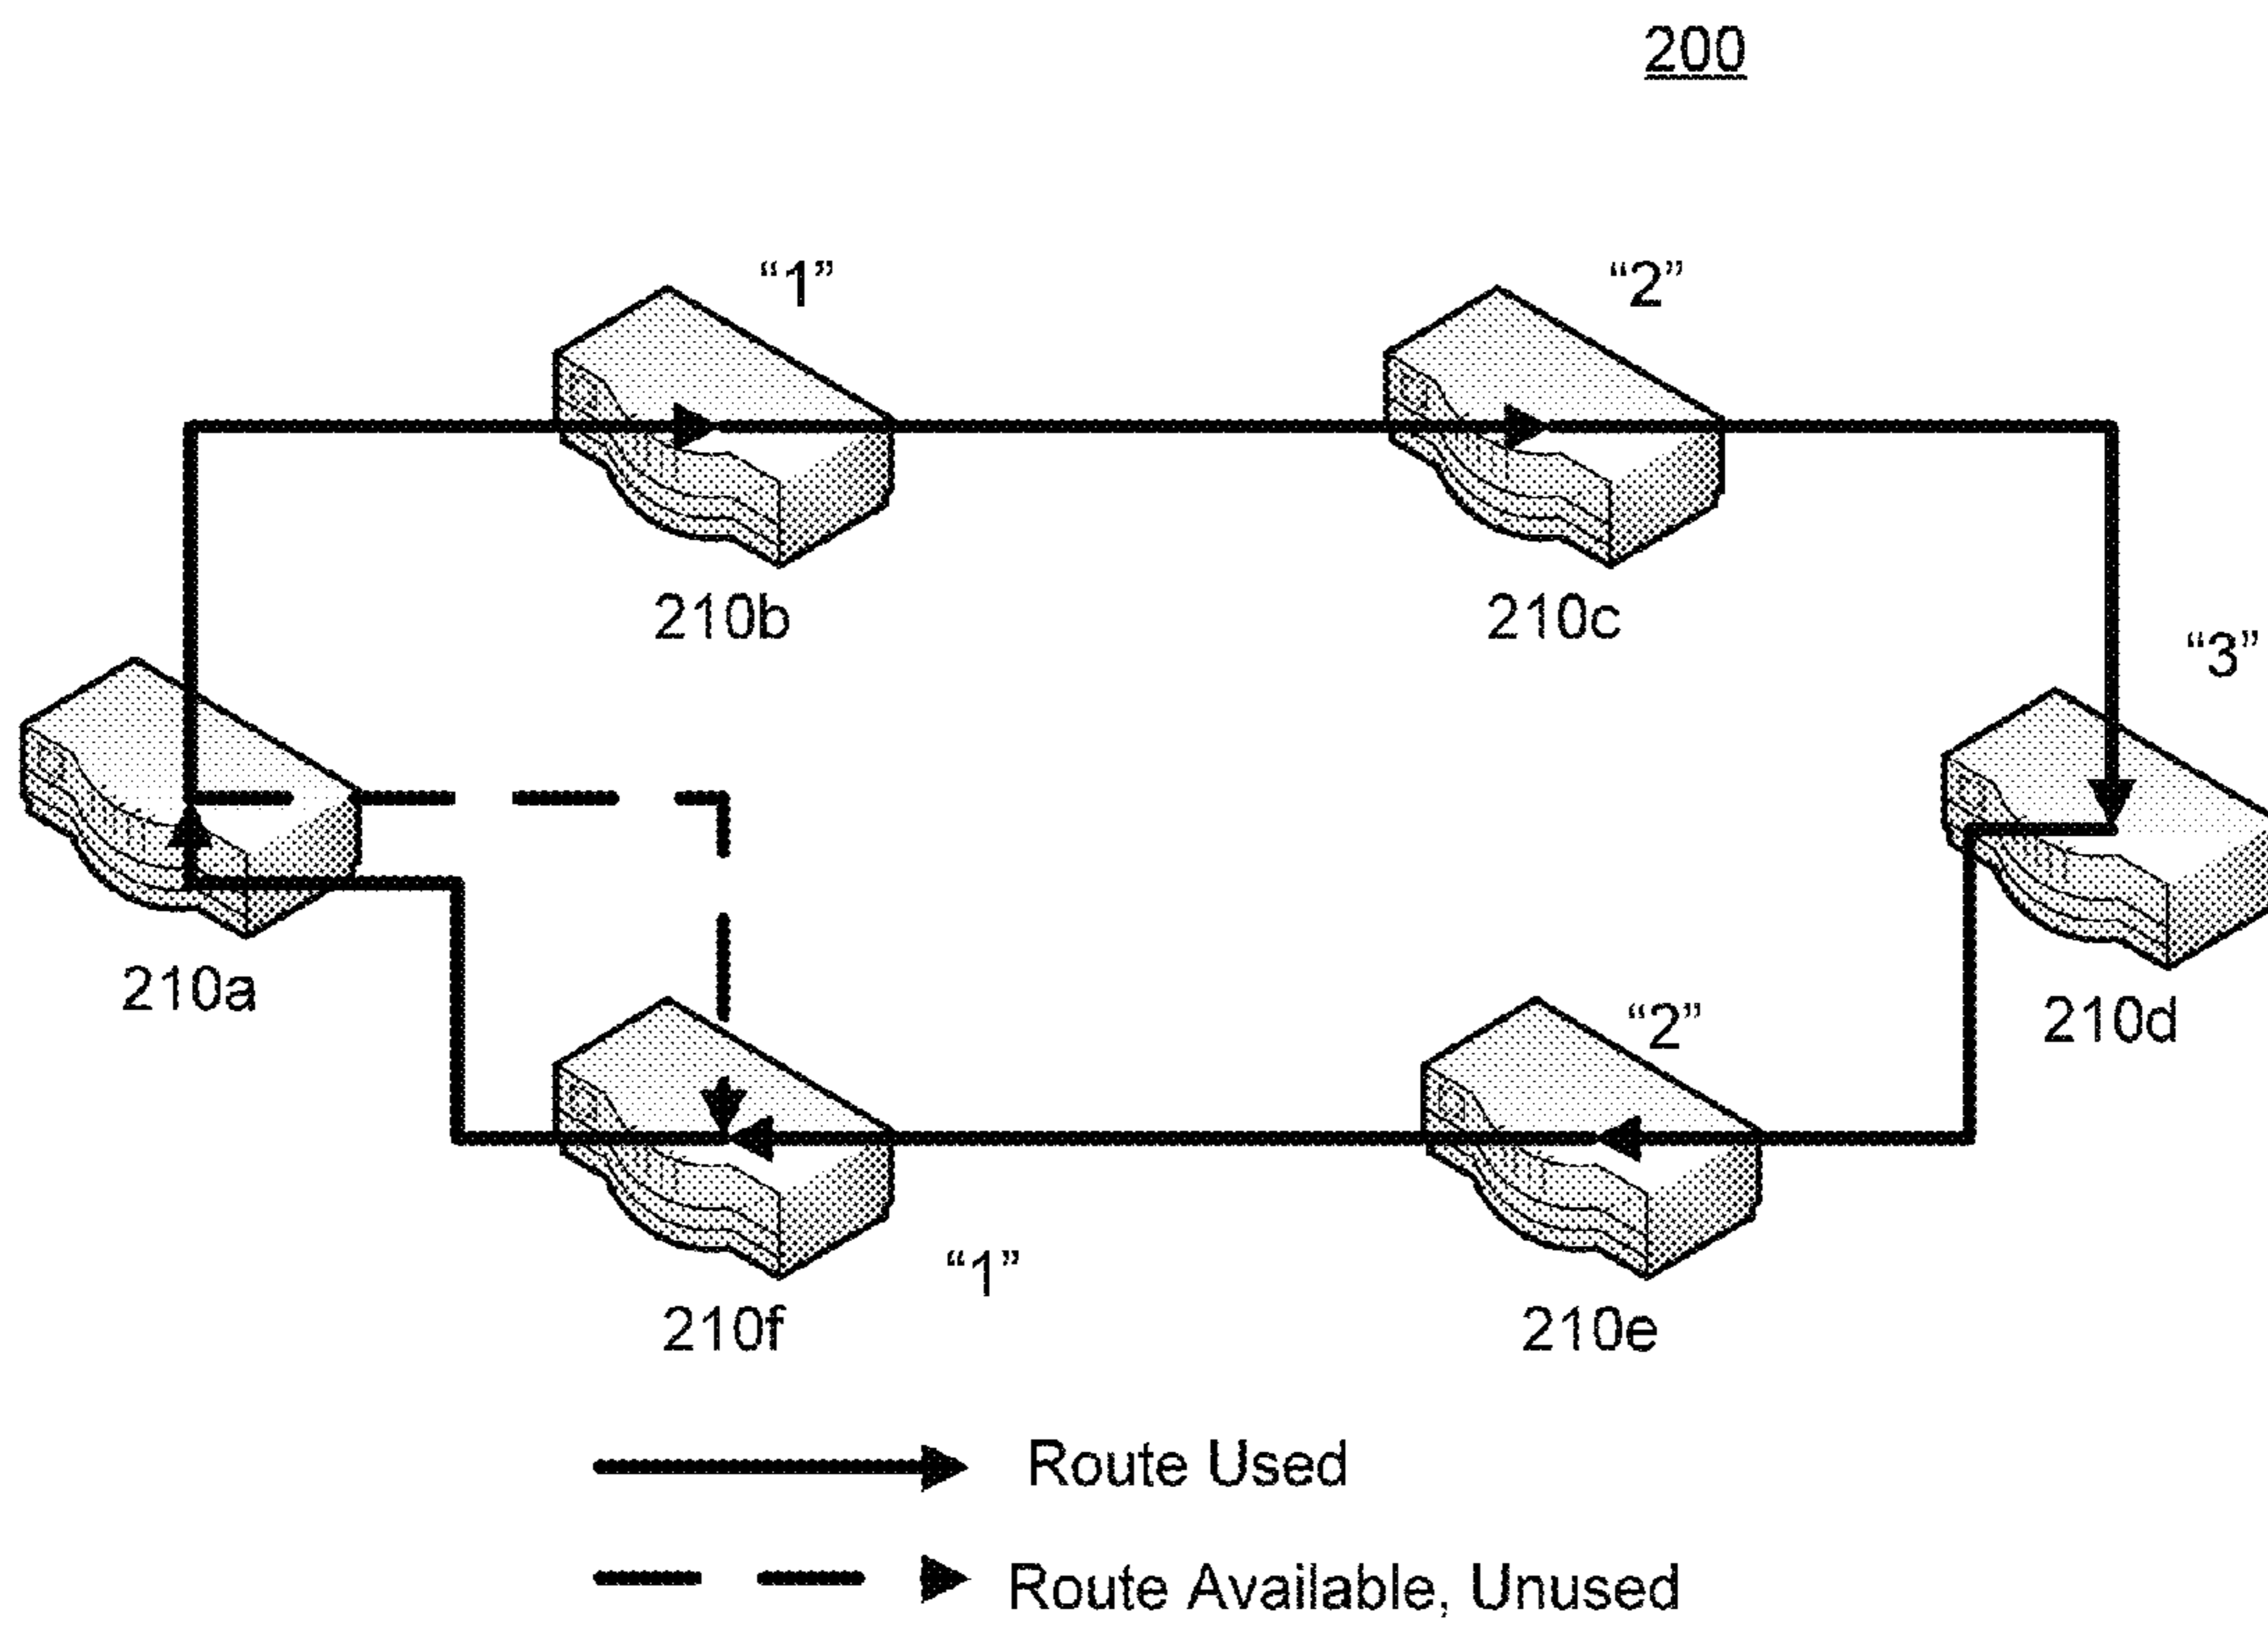 200
“1”
“2”
210b
210c
“3”
210a
210d
“2”
“1”
210f
210e
Route Used
Route Available, Unused